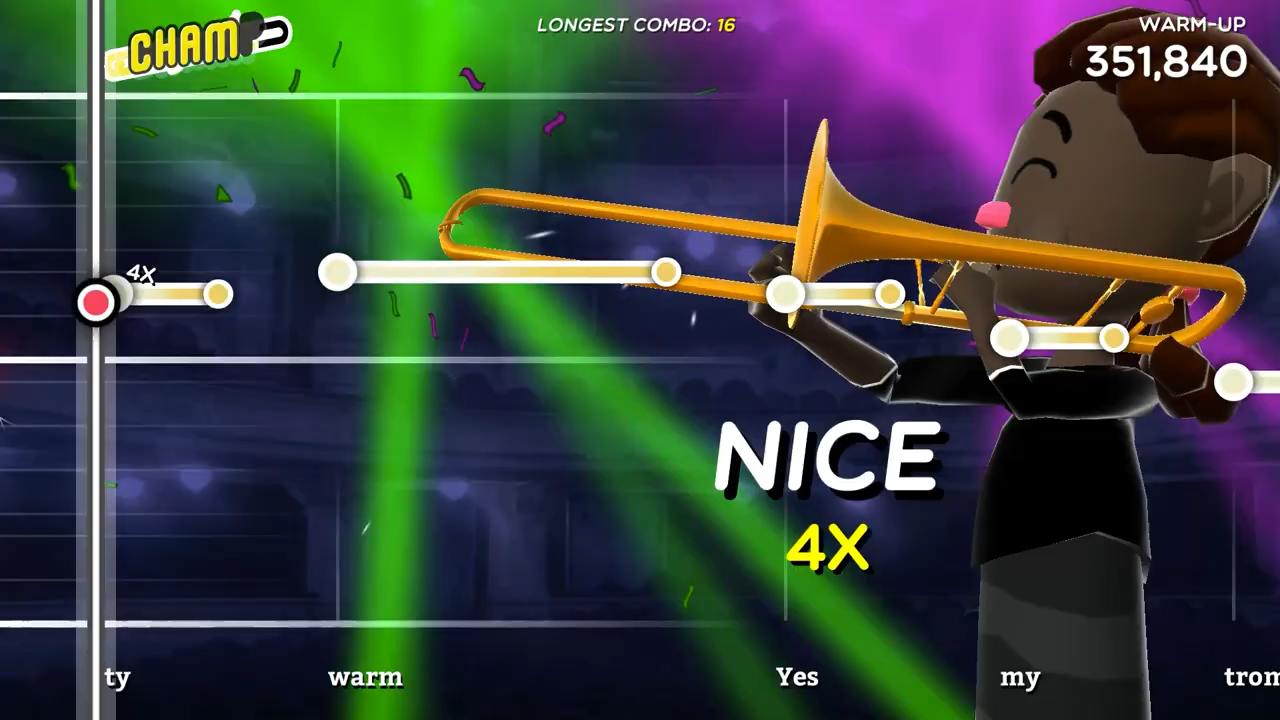 CHAMP
LONGEST COMBO: 16
WARM-UP
351,840
4X
NICE
4X
ty warm Yes my trom